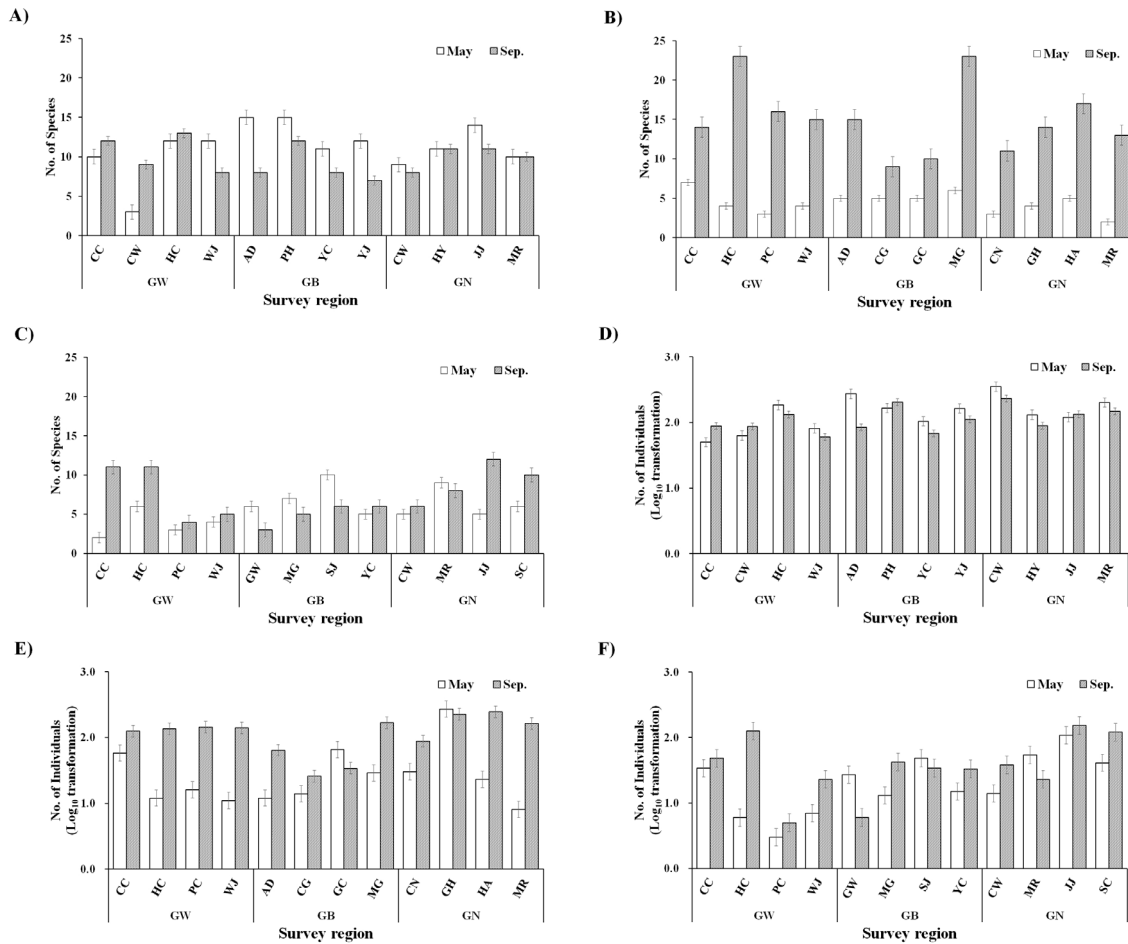 A)
25
20
15
10
5
0
No. of Species
May Sep.
CC CW HC WJ AD PH YC YJ CW HY JJ MR
GW GB GN
Survey region
B)
25
20
15
10
5
0
No. of Species
May Sep.
CC HC PC WJ AD CG GC MG CN GH HA MR
GW GB GN
Survey region
C)
25
20
15
10
5
0
No. of Species
May Sep.
CC HC PC WJ GW MG SJ YC CW MR JJ SC
GW GB GN
Survey region
D)
3.0
2.0
1.0
0.0
No. of Individuals
(Log₁₀ transformation)
May Sep.
CC CW HC WJ AD PH YC YJ CW HY JJ MR
GW GB GN
Survey region
E)
3.0
2.0
1.0
0.0
No. of Individuals
(Log₁₀ transformation)
May Sep.
CC HC PC WJ AD CG GC MG CN GH HA MR
GW GB GN
Survey region
F)
3.0
2.0
1.0
0.0
No. of Individuals
(Log₁₀ transformation)
May Sep.
CC HC PC WJ GW MG SJ YC CW MR JJ SC
GW GB GN
Survey region